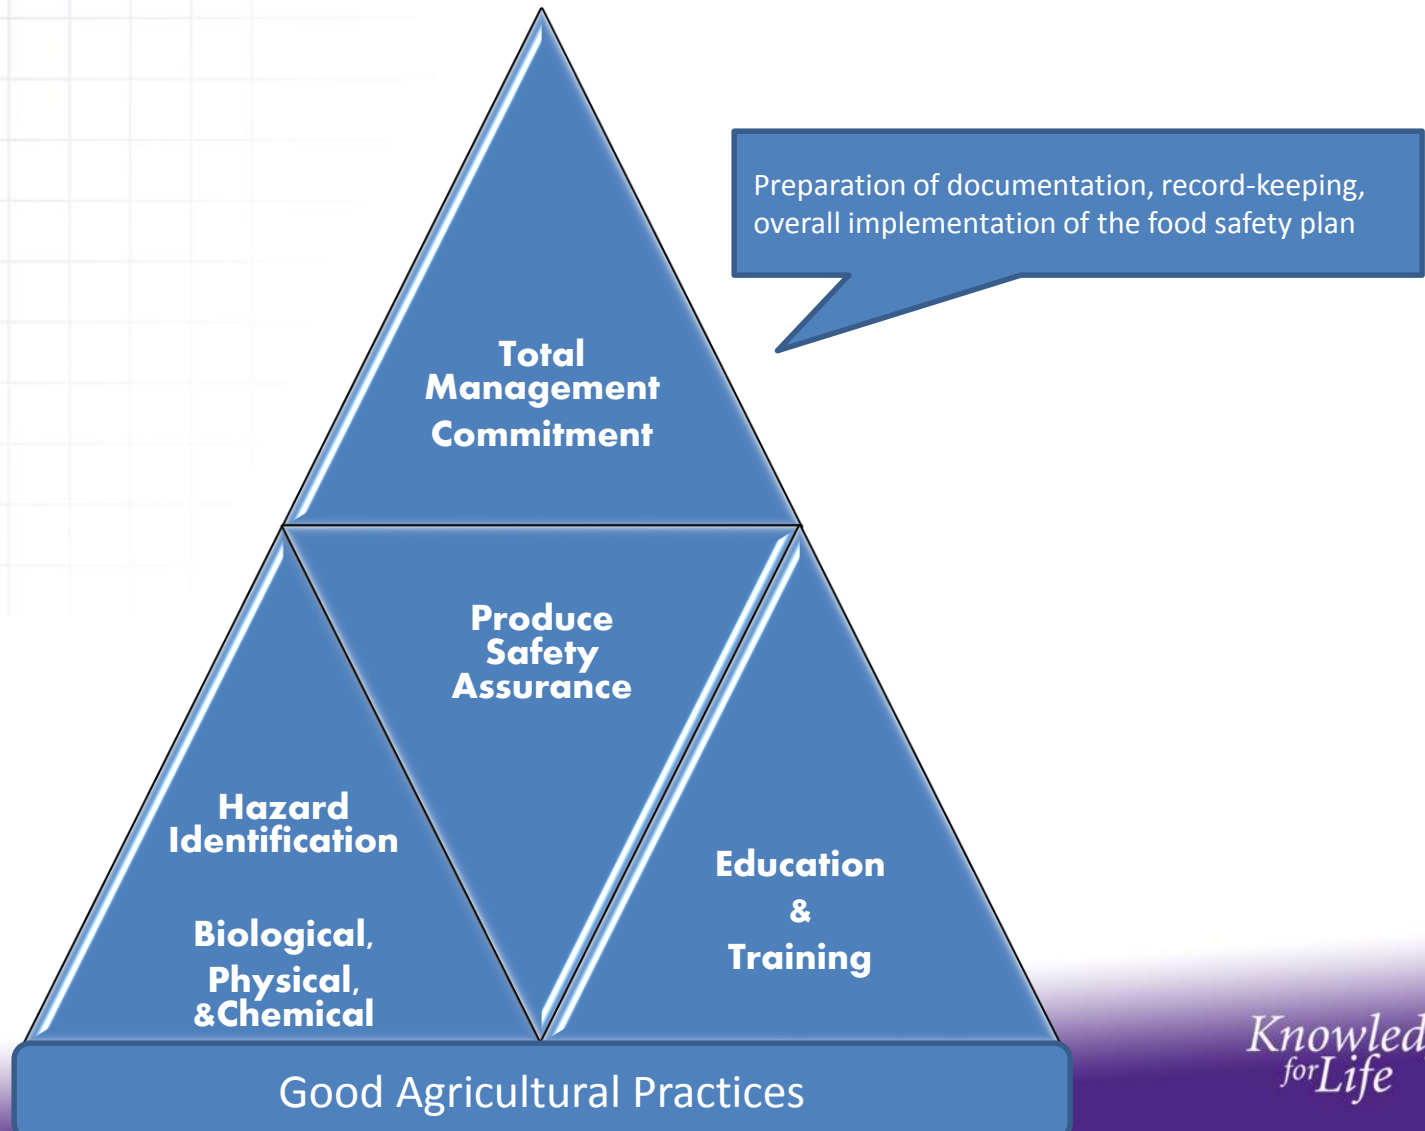 Preparation of documentation, record-keeping,
overall implementation of the food safety plan
Total
Management
Commitment
Produce
Safety
Assurance
Hazard
Identification
Biological,
Physical,
&Chemical
Education
&
Training
Good Agricultural Practices
Knowled
for Life